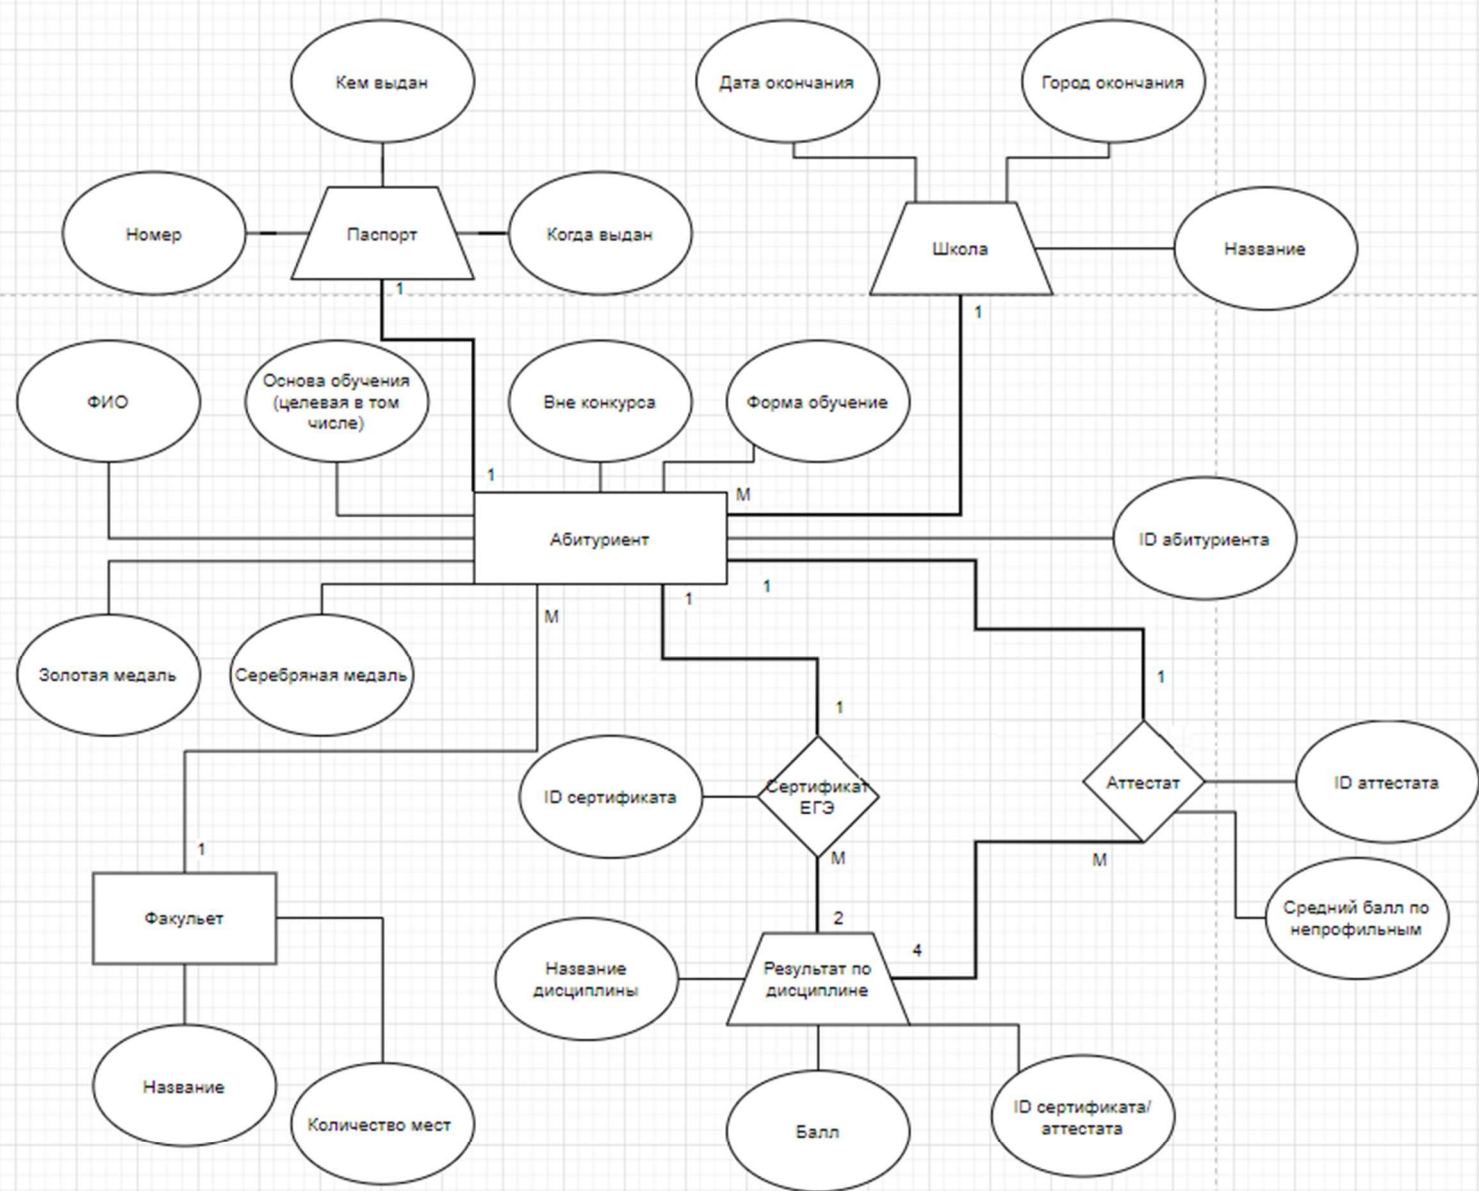 Кем выдан
Дата окончания
Город окончания
Номер
Паспорт
Когда выдан
Школа
Название
1
1
ФИО
Основа обучения
(целевая в том
числе)
Вне конкурса
Форма обучение
1
М
Абитуриент
ID абитуриента
1
1
М
Золотая медаль
Серебряная медаль
1
1
ID сертификата
Сертификат
ЕГЭ
Аттестат
ID аттестата
1
М
М
Факульет
2
Средний балл по
непрофильным
4
Название
дисциплины
Результат по
дисциплине
Название
Количество мест
Балл
ID сертификата/
аттестата